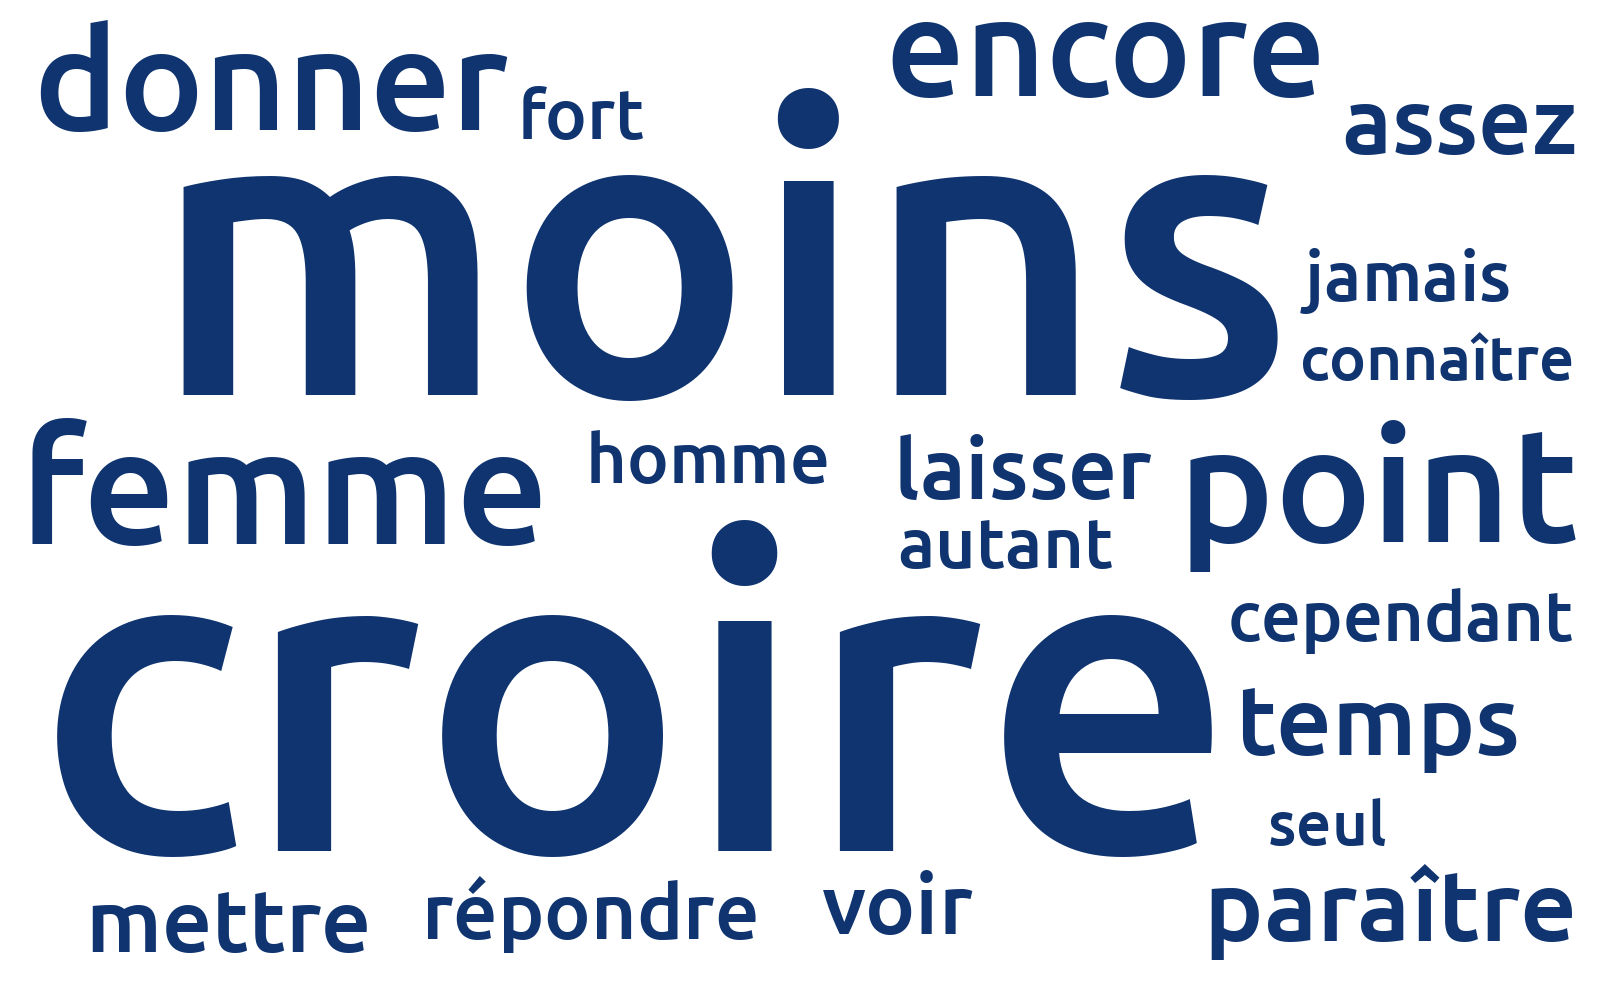 donner
fort
encore
assez
moins
jamais
connaître
femme
homme
laisser
point
autant
croire
cependant
temps
seul
mettre
répondre
voir
paraître